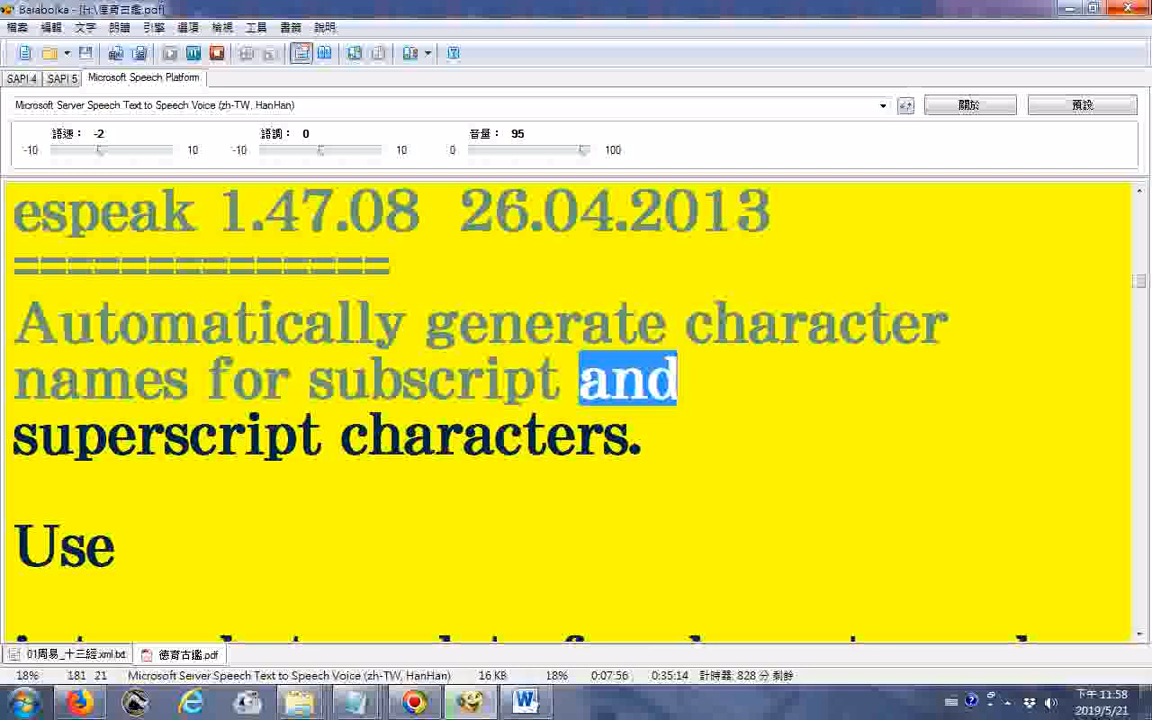 Balabolka - [H:\德育古鑑.pdf]
檔案 編輯 文字 朗讀 引擎 選項 檢視 工具 書籤 說明
SAPI 4 SAPI 5 Microsoft Speech Platform
Microsoft Server Speech Text to Speech Voice (zh-TW, HanHan) 關於 預設
語速： -2 語調： 0 音量： 95
-10 10 -10 10 0 100
espeak 1.47.08 26.04.2013
===============
Automatically generate character
names for subscript and
superscript characters.
Use
01周易_十三經.xml.txt 德育古鑑.pdf
18% 181 21 Microsoft Server Speech Text to Speech Voice (zh-TW, HanHan) 16 KB 18% 0:07:56 0:35:14 計時器: 828 分 剩餘
下午 11:58
2019/5/21